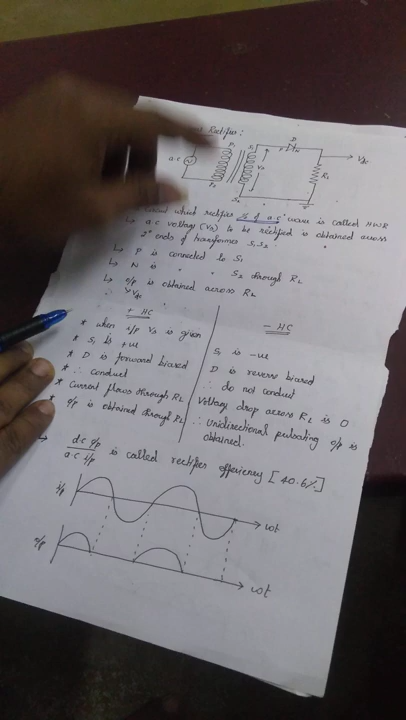 Rectifier:
P1
S1
D
P
N
Vdc
a.c
Vs
RL
P2
S2
which rectifies ½ of a.c wave is called HWR
↳ a.c voltage (Vs) to be rectified is obtained across
2° ends of transformer S1 S2.
↳ P is connected to S1
↳ N is " " S2 through RL
↳ o/p is obtained across RL
∴ Vdc
+ HC
* when i/p Vs is given
* S1 is +ve
* D is forward biased
* ∴ conduct
* Current flows through RL
* o/p is obtained through RL
- HC
S1 is -ve
D is reverse biased
∴ do not conduct
Voltage drop across RL is 0
∴ unidirectional pulsating o/p is
obtained.
→ d.c o/p / a.c i/p is called rectifier efficiency [40.6%]
i/p
ωt
o/p
ωt